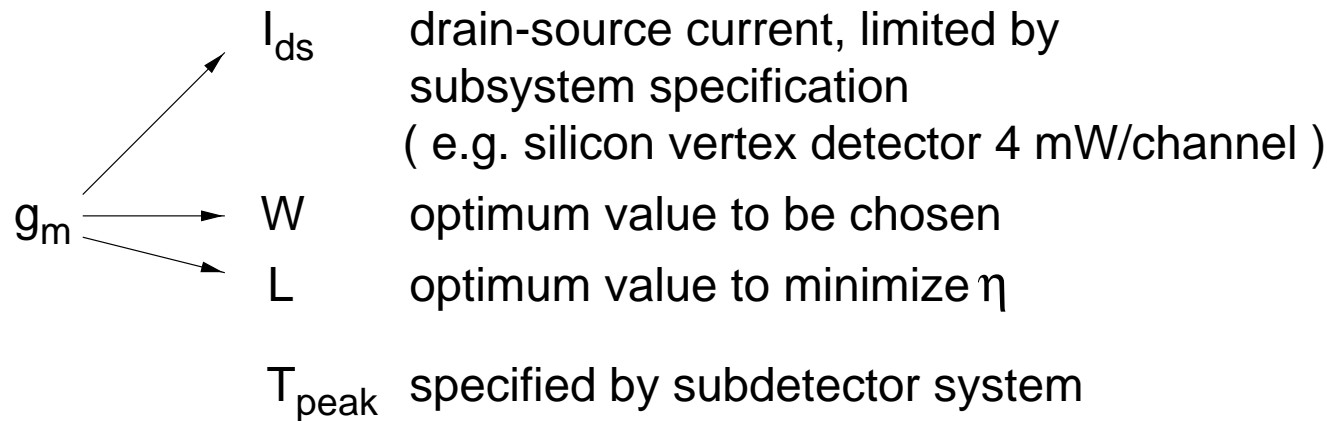 I_ds drain-source current, limited by
subsystem specification
( e.g. silicon vertex detector 4 mW/channel )
g_m W optimum value to be chosen
L optimum value to minimize η
T_peak specified by subdetector system